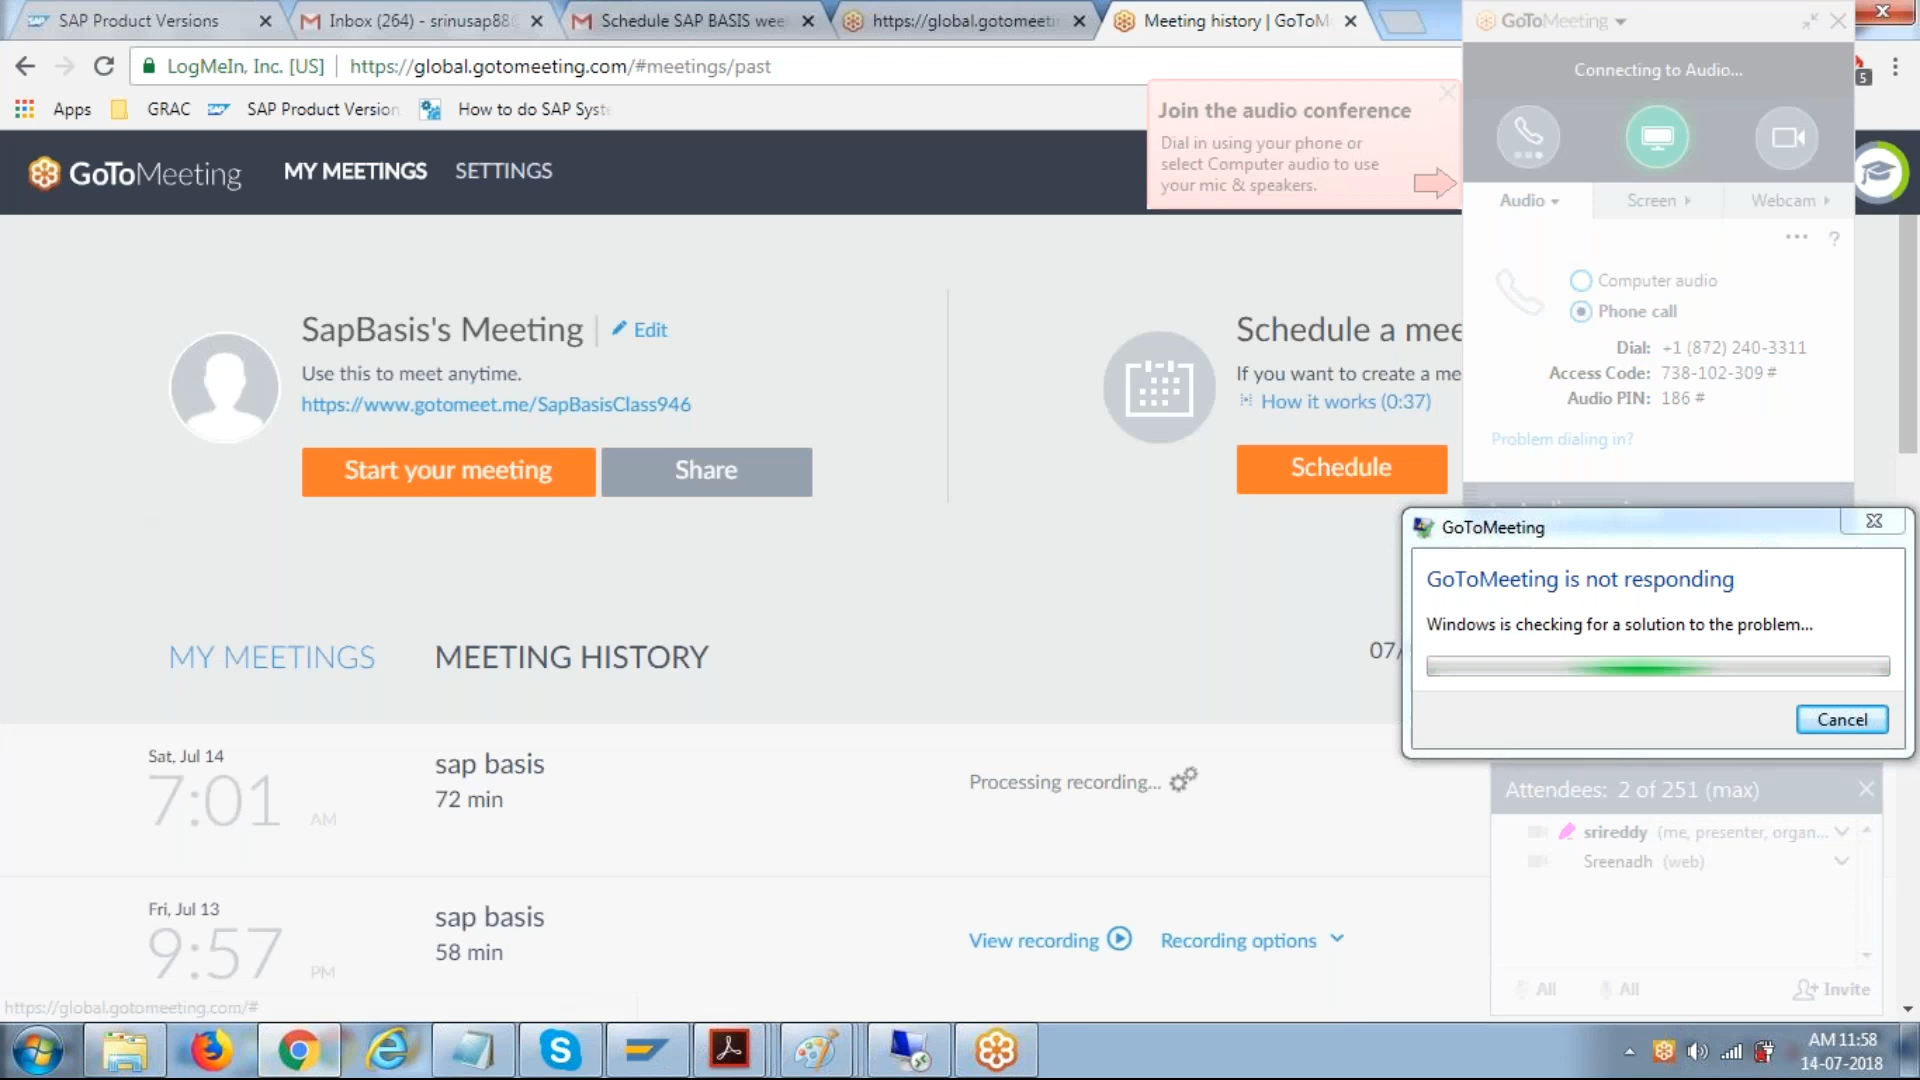 SAP Product Versions
Inbox (264) - srinusap88
Schedule SAP BASIS wee
https://global.gotomeeti
Meeting history | GoToM
GoToMeeting
LogMeIn, Inc. [US]
https://global.gotomeeting.com/#meetings/past
5
Connecting to Audio...
Apps
GRAC
SAP Product Version
How to do SAP Syst
Join the audio conference
Dial in using your phone or
select Computer audio to use
your mic & speakers.
GoToMeeting
MY MEETINGS
SETTINGS
Audio
Screen
Webcam
... ?
Computer audio
Phone call
Dial: +1 (872) 240-3311
Access Code: 738-102-309 #
Audio PIN: 186 #
Problem dialing in?
SapBasis's Meeting
Edit
Use this to meet anytime.
https://www.gotomeet.me/SapBasisClass946
Start your meeting
Share
Schedule a mee
If you want to create a me
How it works (0:37)
Schedule
GoToMeeting
GoToMeeting is not responding
Windows is checking for a solution to the problem...
Cancel
MY MEETINGS
MEETING HISTORY
07/
Sat, Jul 14
7:01 AM
sap basis
72 min
Processing recording...
Attendees: 2 of 251 (max)
srireddy (me, presenter, organ...
Sreenadh (web)
All
All
Invite
Fri, Jul 13
9:57 PM
sap basis
58 min
View recording
Recording options
https://global.gotomeeting.com/#
AM 11:58
14-07-2018